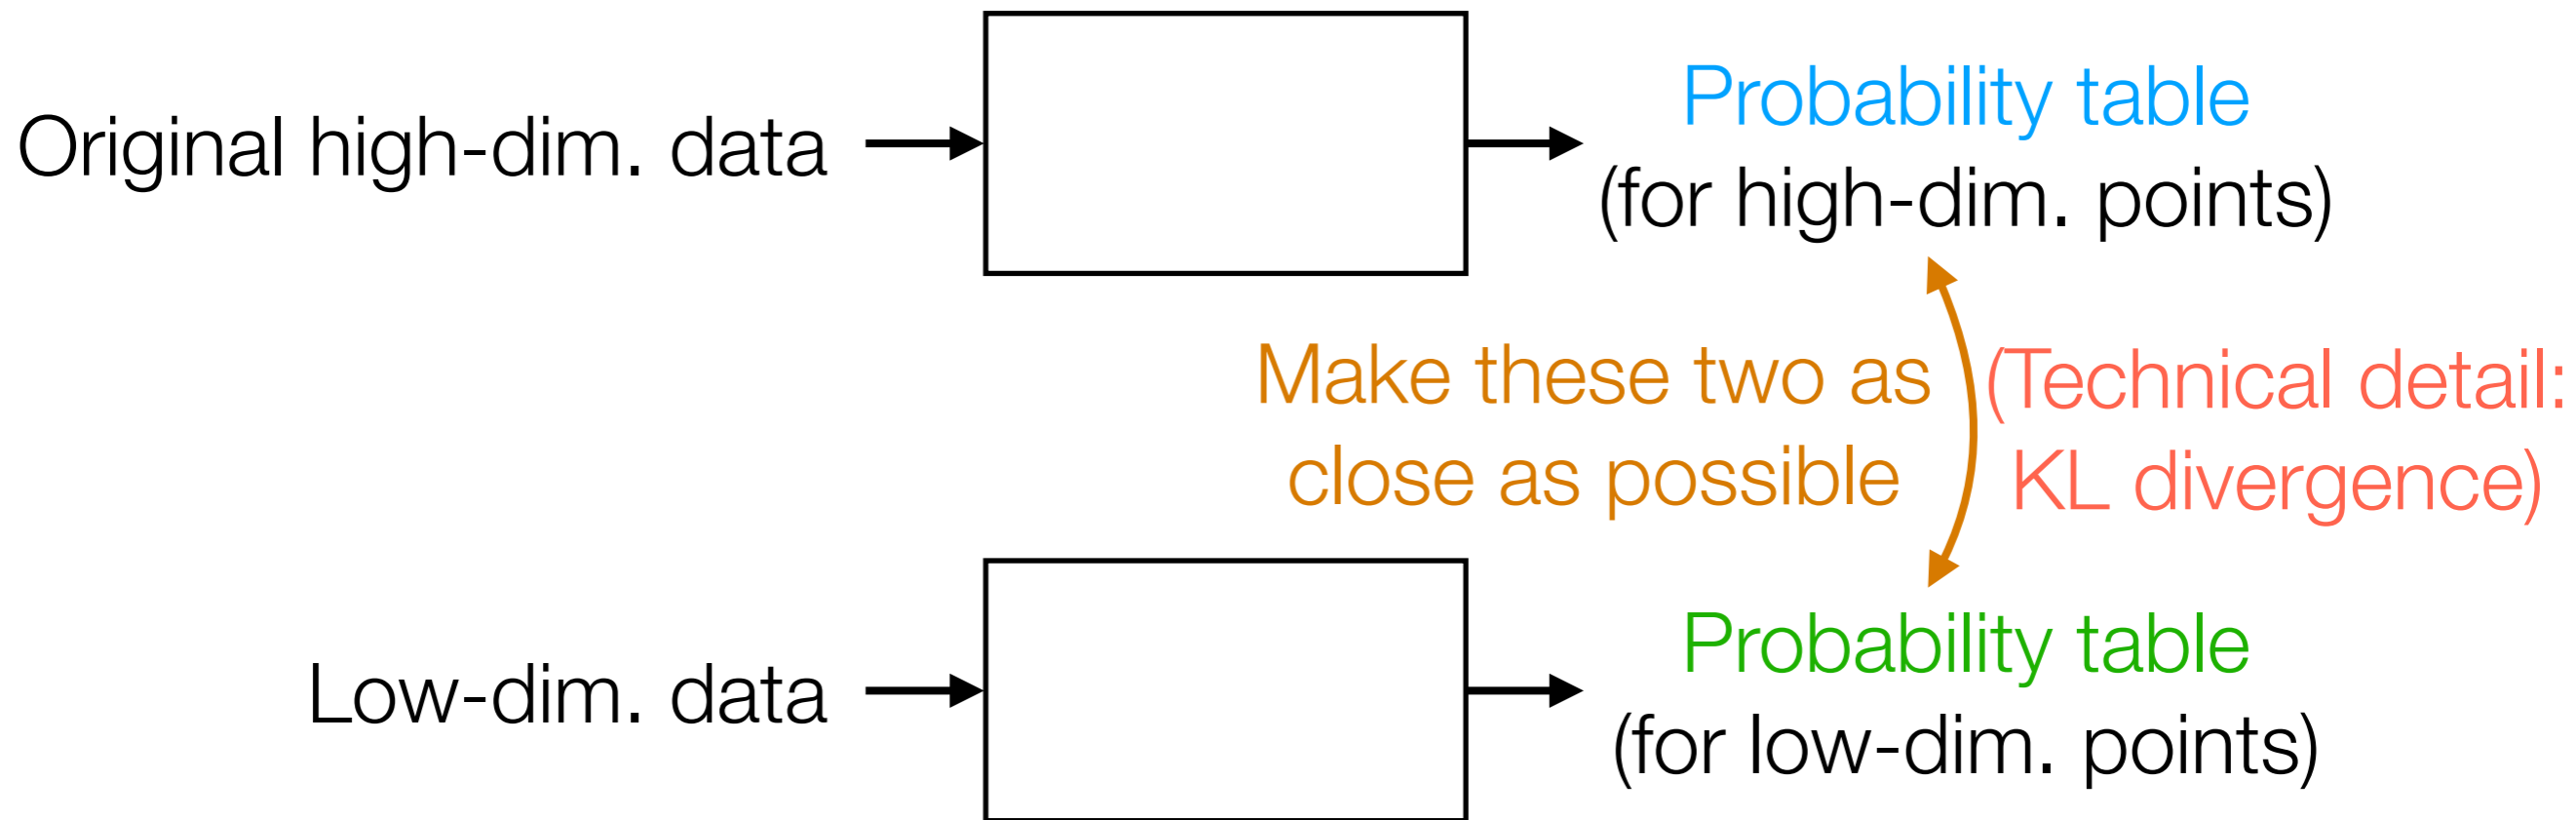 Original high-dim. data
Probability table
(for high-dim. points)
Make these two as
close as possible
(Technical detail:
KL divergence)
Low-dim. data
Probability table
(for low-dim. points)